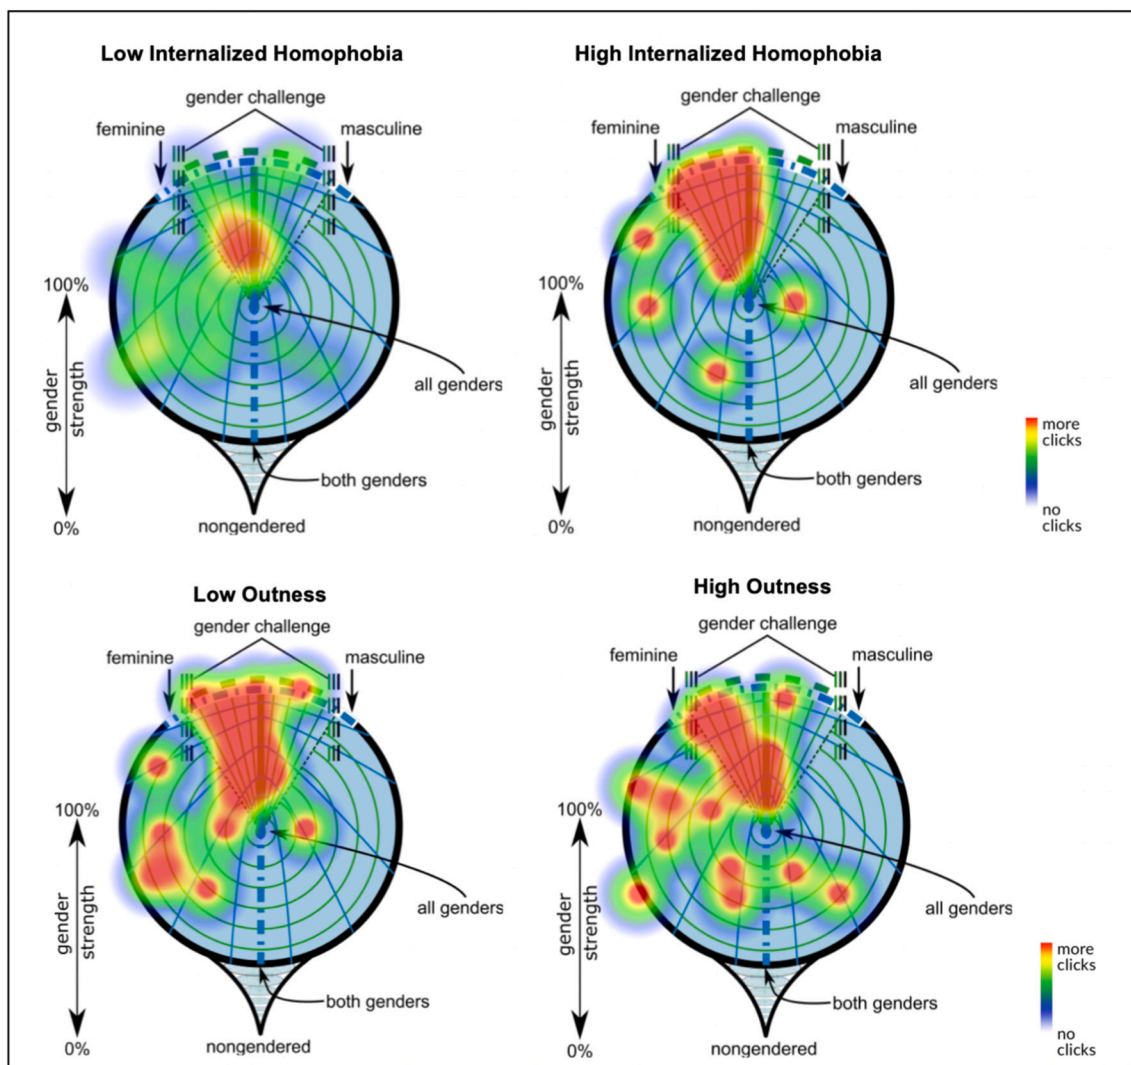 Low Internalized Homophobia
gender challenge
feminine
masculine
100%
gender
strength
all genders
both genders
0%
nongendered
High Internalized Homophobia
gender challenge
feminine
masculine
100%
gender
strength
all genders
both genders
0%
nongendered
more
clicks
no
clicks
Low Outness
gender challenge
feminine
masculine
100%
gender
strength
all genders
both genders
0%
nongendered
High Outness
gender challenge
feminine
masculine
100%
gender
strength
all genders
both genders
0%
nongendered
more
clicks
no
clicks